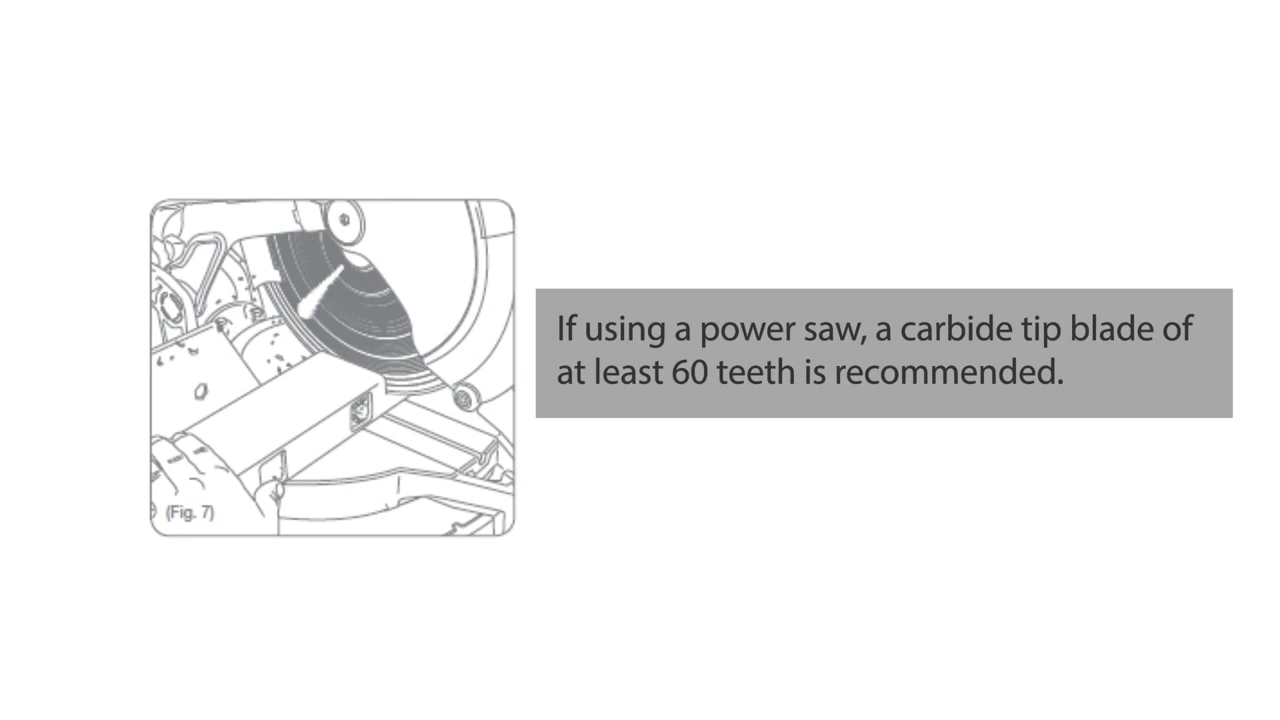 If using a power saw, a carbide tip blade of
at least 60 teeth is recommended.
(Fig. 7)